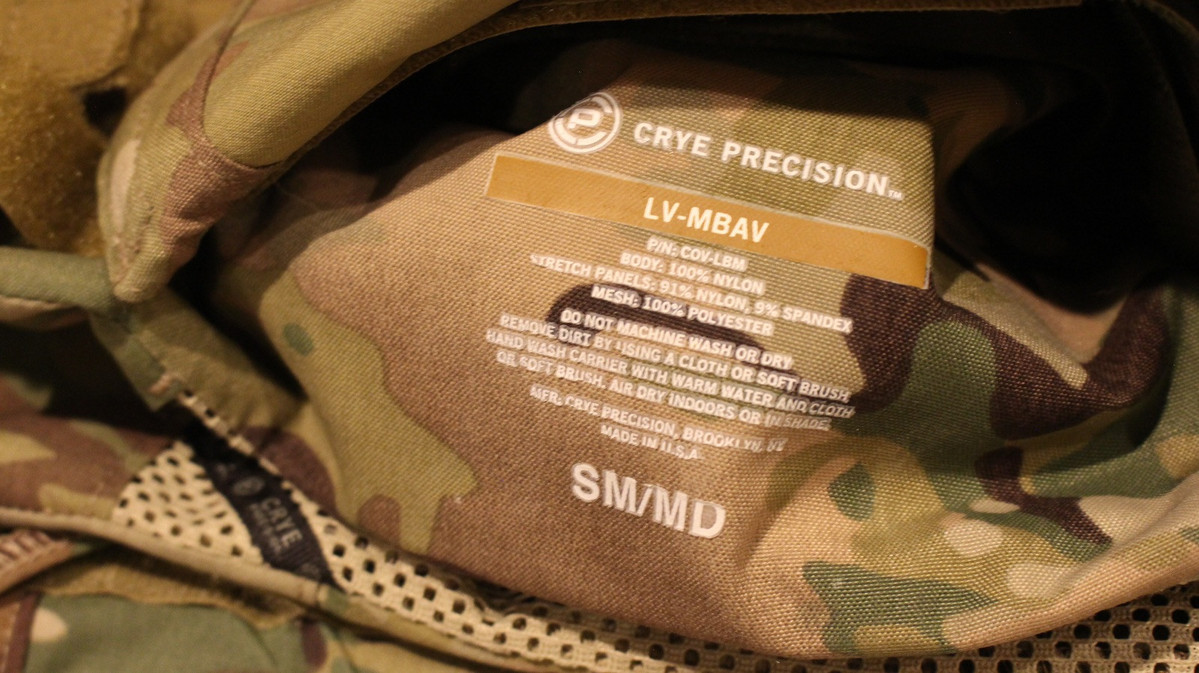 CRYE PRECISION™
LV-MBAV
P/N: COV-LBM
BODY: 100% NYLON
STRETCH PANELS: 91% NYLON, 9% SPANDEX
MESH: 100% POLYESTER
DO NOT MACHINE WASH OR DRY
REMOVE DIRT BY USING A CLOTH OR SOFT BRUSH
HAND WASH CARRIER WITH WARM WATER AND CLOTH
OR SOFT BRUSH. AIR DRY INDOORS OR IN SHADE
MFR. CRYE PRECISION, BROOKLYN,
MADE IN U.S.A.
SM/MD
CRYE